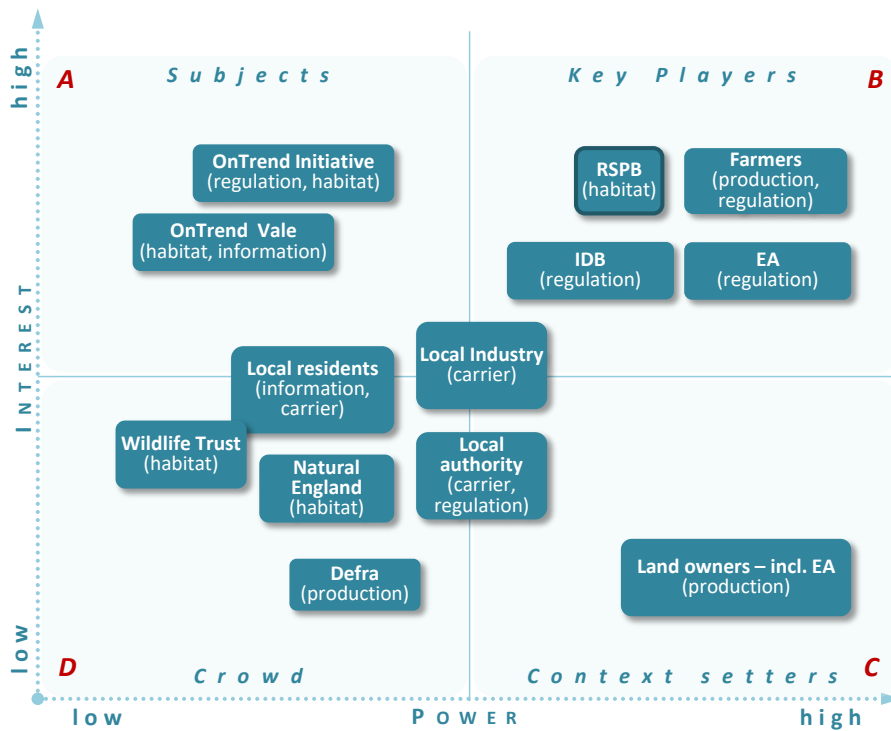 high
A
Subjects
Key Players
B
OnTrend Initiative
(regulation, habitat)
RSPB
(habitat)
Farmers
(production,
regulation)
OnTrend Vale
(habitat, information)
IDB
(regulation)
EA
(regulation)
INTEREST
Local residents
(information,
carrier)
Local Industry
(carrier)
Wildlife Trust
(habitat)
Natural
England
(habitat)
Local
authority
(carrier,
regulation)
Defra
(production)
Land owners – incl. EA
(production)
low
D
Crowd
Context setters
C
low
POWER
high